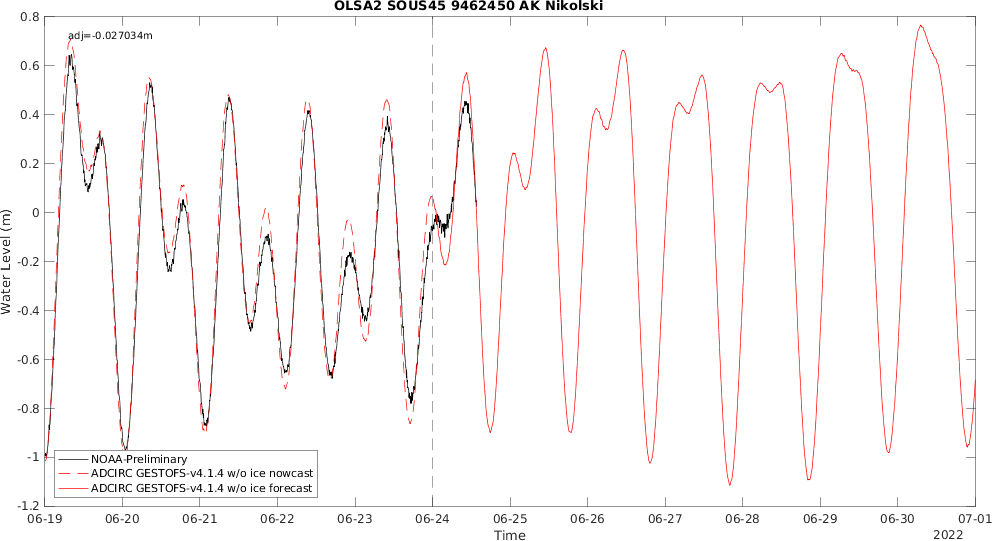 OLSA2 SOUS45 9462450 AK Nikolski
adj=-0.027034m
0.8
0.6
0.4
0.2
0
-0.2
-0.4
-0.6
-0.8
-1
-1.2
Water Level (m)
NOAA-Preliminary
ADCIRC GESTOFS-v4.1.4 w/o ice nowcast
ADCIRC GESTOFS-v4.1.4 w/o ice forecast
06-19 06-20 06-21 06-22 06-23 06-24 06-25 06-26 06-27 06-28 06-29 06-30 07-01
Time
2022